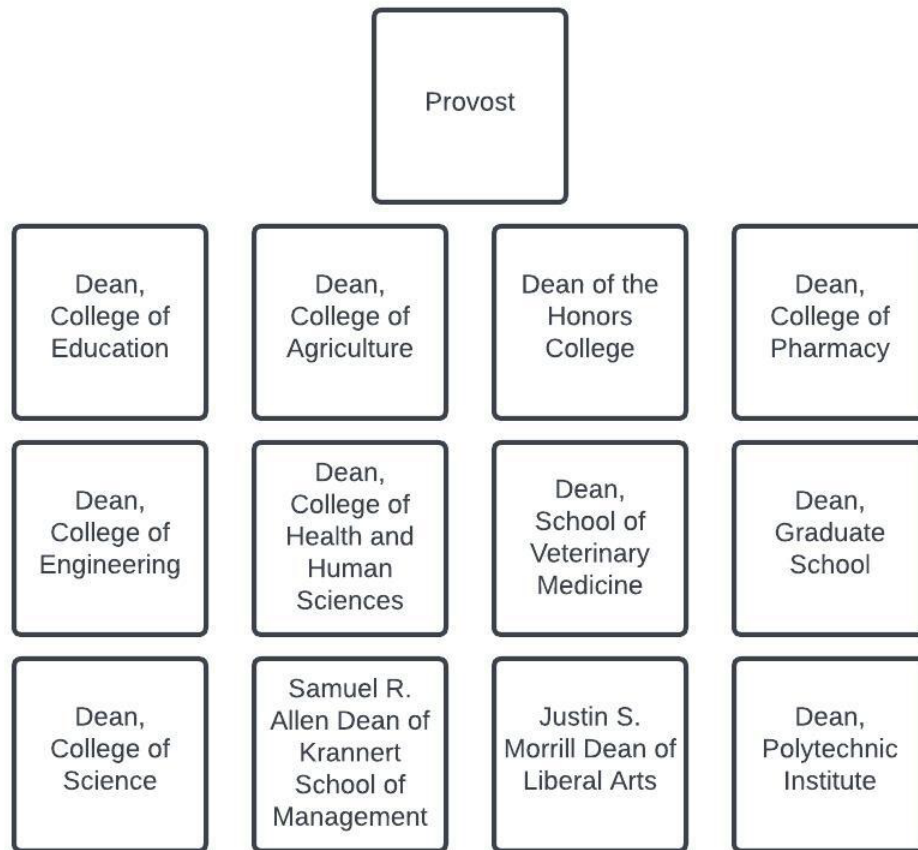 Provost
Dean,
College of
Education
Dean,
College of
Agriculture
Dean of the
Honors
College
Dean,
College of
Pharmacy
Dean,
College of
Engineering
Dean,
College of
Health and
Human
Sciences
Dean,
School of
Veterinary
Medicine
Dean,
Graduate
School
Dean,
College of
Science
Samuel R.
Allen Dean of
Krannert
School of
Management
Justin S.
Morrill Dean of
Liberal Arts
Dean,
Polytechnic
Institute